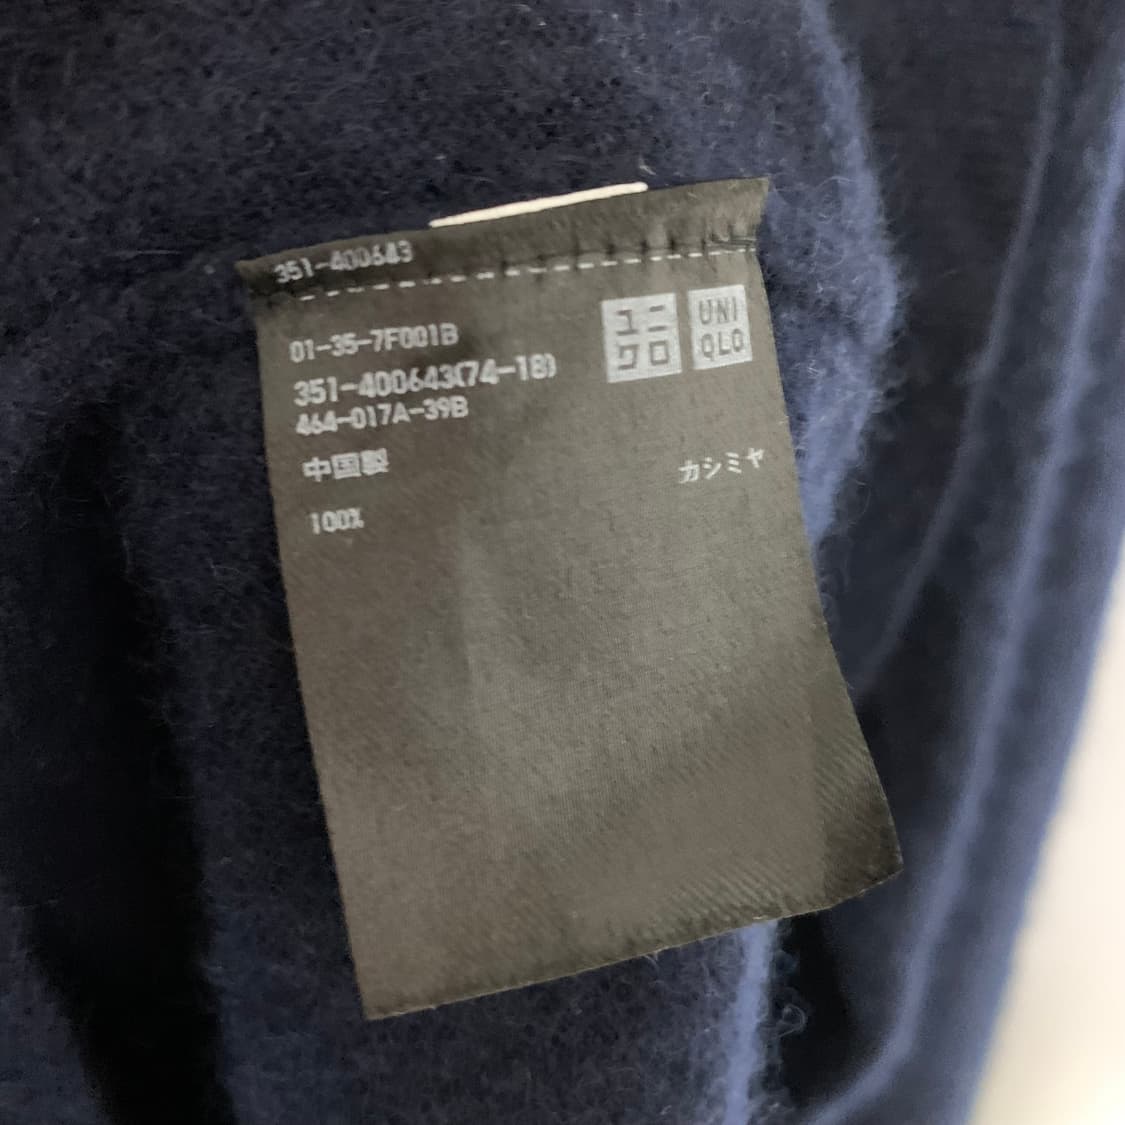 351-400643
01-35-7F001B
351-400643(74-18)
464-017A-39B
ユニ
クロ
UNI
QLO
中国製
カシミヤ
100%